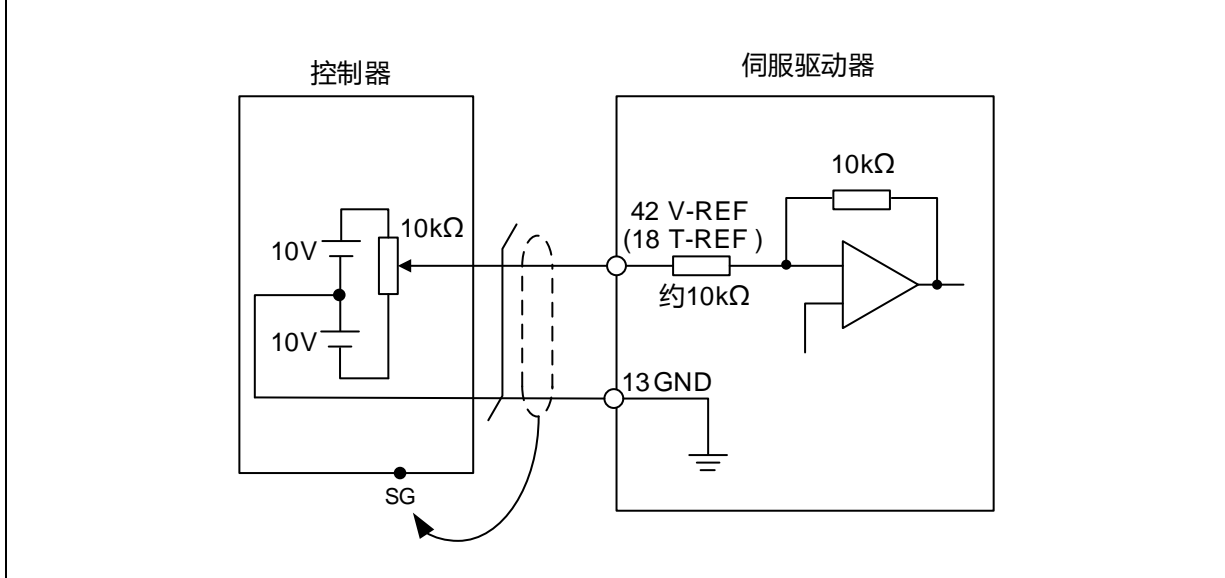 控制器
伺服驱动器
10kΩ
42 V-REF
(18 T-REF )
10kΩ
10V
约10kΩ
10V
13 GND
SG